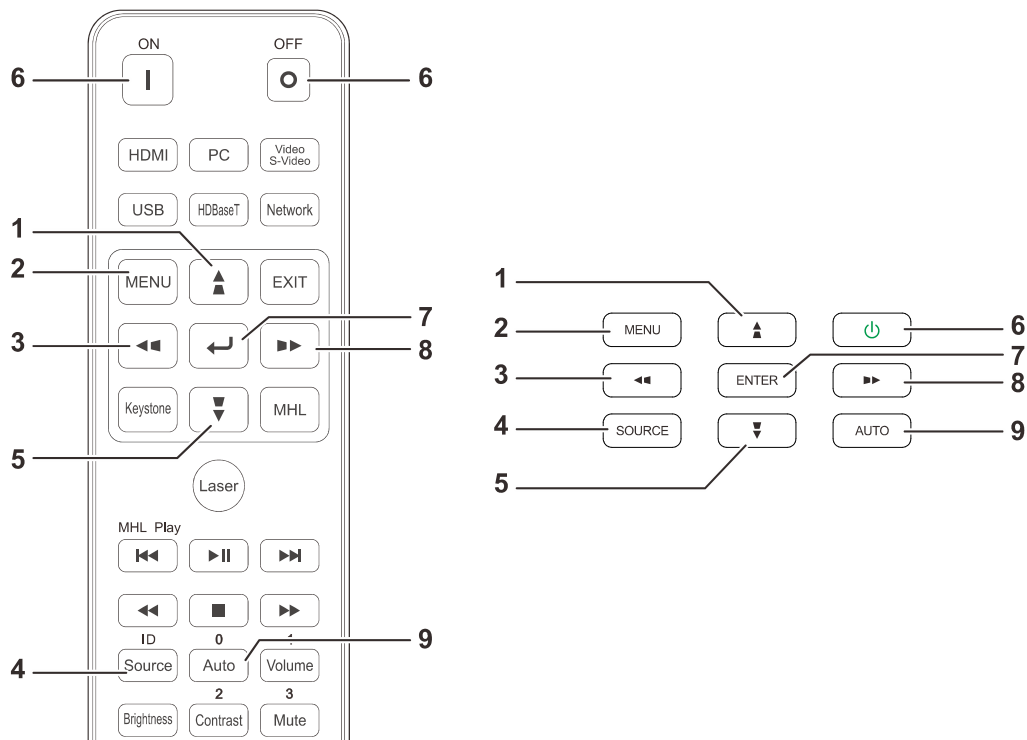 ON OFF
6 6
HDMI PC Video
S-Video
USB HDBaseT Network
1
2 MENU EXIT
3 7
8
Keystone MHL
5
Laser
MHL Play
ID 0
4 Source Auto Volume 9
2 3
Brightness Contrast Mute
1
2 MENU 6
7
3 ENTER 8
4 SOURCE AUTO 9
5